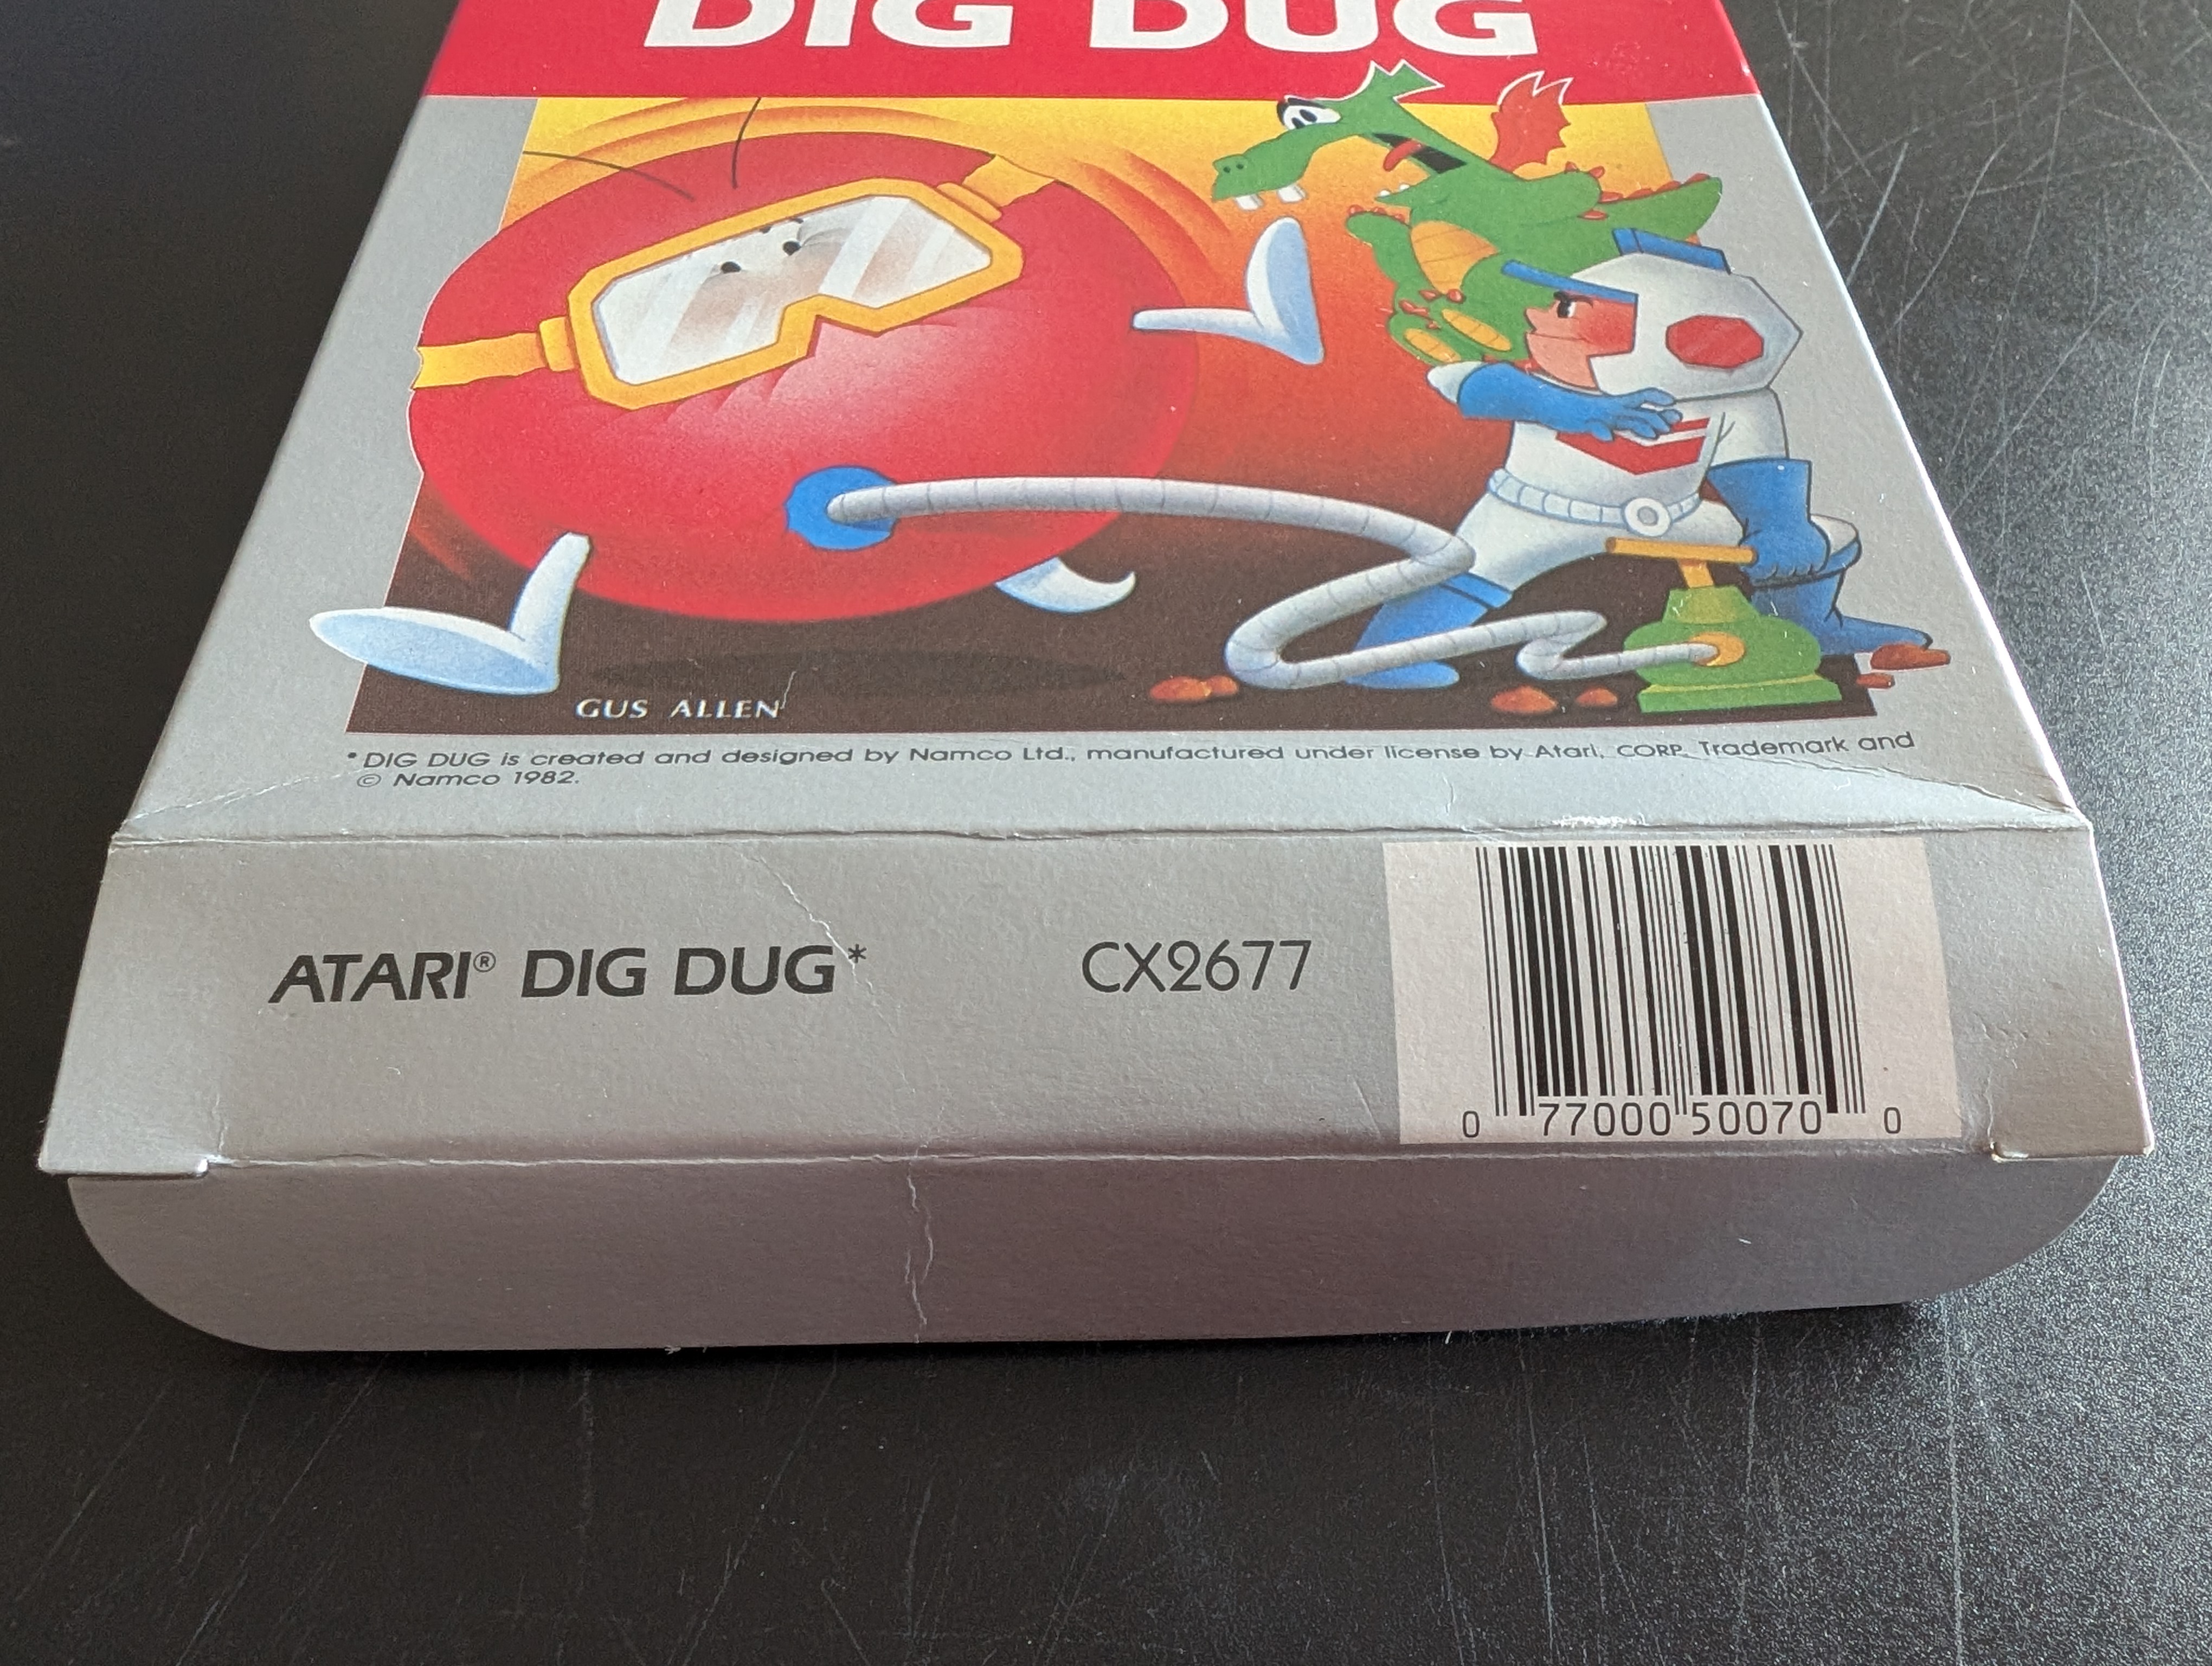 DIG DUG
GUS ALLEN
* DIG DUG is created and designed by Namco Ltd., manufactured under license by Atari, CORP. Trademark and
© Namco 1982.
ATARI® DIG DUG* CX2677
0 77000 50070 0